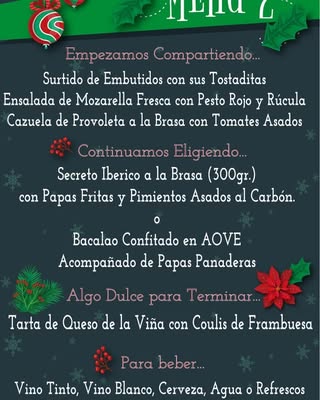 Menú 2
Empezamos Compartiendo...
Surtido de Embutidos con sus Tostaditas
Ensalada de Mozarella Fresca con Pesto Rojo y Rúcula
Cazuela de Provoleta a la Brasa con Tomates Asados
Continuamos Eligiendo...
Secreto Iberico a la Brasa (300gr.)
con Papas Fritas y Pimientos Asados al Carbón.
o
Bacalao Confitado en AOVE
Acompañado de Papas Panaderas
Algo Dulce para Terminar...
Tarta de Queso de la Viña con Coulis de Frambuesa
Para beber...
Vino Tinto, Vino Blanco, Cerveza, Agua o Refrescos